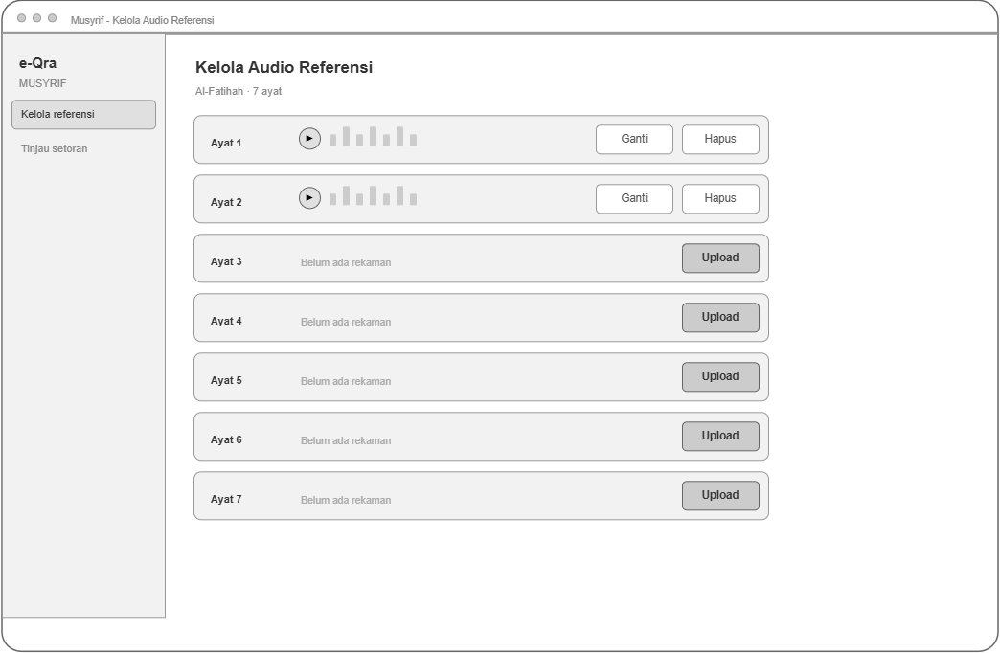 Musyrif - Kelola Audio Referensi
e-Qra
MUSYRIF
Kelola referensi
Tinjau setoran
Kelola Audio Referensi
Al-Fatihah · 7 ayat
Ayat 1
Ganti
Hapus
Ayat 2
Ganti
Hapus
Ayat 3
Belum ada rekaman
Upload
Ayat 4
Belum ada rekaman
Upload
Ayat 5
Belum ada rekaman
Upload
Ayat 6
Belum ada rekaman
Upload
Ayat 7
Belum ada rekaman
Upload